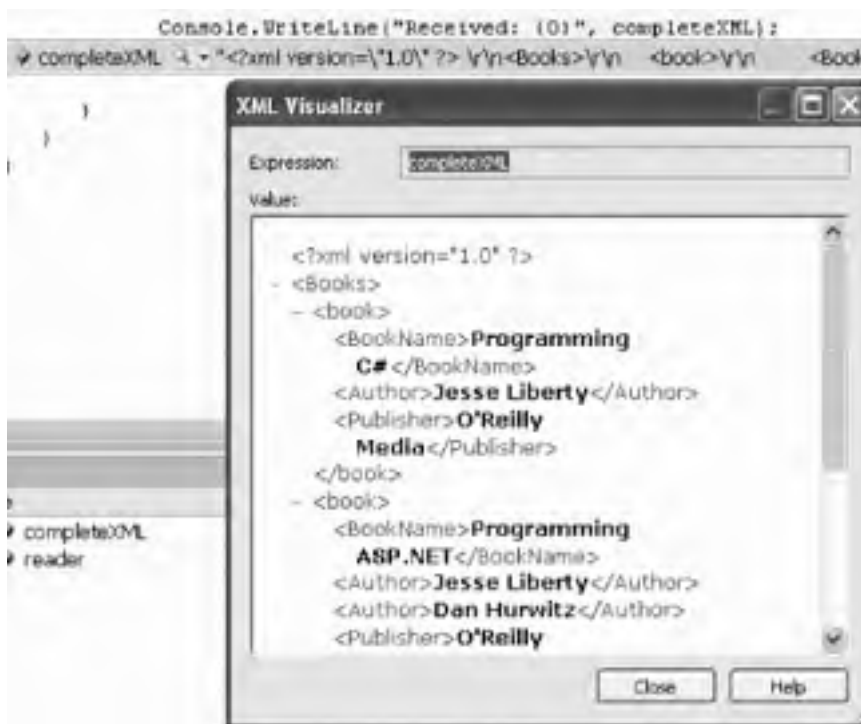 Console.WriteLine("Received: {0}", completeXML);
completeXML "<?xml version=\"1.0\" ?> \r\n<Books>\r\n <book>\r\n <Book
}
}
XML Visualizer
Expression: completeXML
Value:
<?xml version="1.0" ?>
- <Books>
- <book>
<BookName>Programming
C#</BookName>
<Author>Jesse Liberty</Author>
<Publisher>O'Reilly
Media</Publisher>
</book>
- <book>
<BookName>Programming
ASP.NET</BookName>
<Author>Jesse Liberty</Author>
<Author>Dan Hurwitz</Author>
<Publisher>O'Reilly
completeXML
reader
Close Help